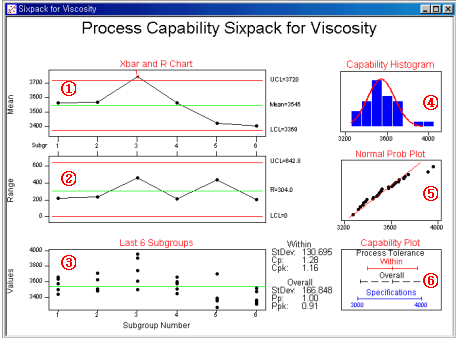 Sixpack for Viscosity
Process Capability Sixpack for Viscosity
Xbar and R Chart
Mean
3700
3600
3500
3400
UCL=3720
Mean=3545
LCL=3369
①
Subgr 1 2 3 4 5 6
Range
600
400
200
0
UCL=642.8
R=304.0
LCL=0
②
Last 6 Subgroups
Values
4000
3800
3600
3400
③
1 2 3 4 5 6
Subgroup Number
Within
StDev: 130.695
Cp: 1.28
Cpk: 1.16
Overall
StDev: 166.848
Pp: 1.00
Ppk: 0.91
Capability Histogram
④
3200 3600 4000
Normal Prob Plot
⑤
3200 3600 4000
Capability Plot
Process Tolerance
Within
Overall
⑥
Specifications
3000 4000